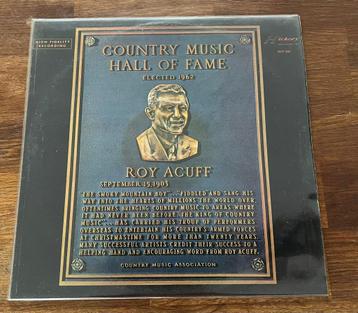 HIGH FIDELITY
RECORDING
Hickory
COUNTRY MUSIC
HALL OF FAME
ELECTED 1962
ROY ACUFF
SEPTEMBER 15, 1903
"THE SMOKY MOUNTAIN BOY"... FIDDLED AND SANG HIS
WAY INTO THE HEARTS OF MILLIONS THE WORLD OVER,
OFTENTIMES BRINGING COUNTRY MUSIC TO AREAS WHERE
IT HAD NEVER BEEN BEFORE. "THE KING OF COUNTRY
MUSIC"... HAS CARRIED HIS TROUPE OF PERFORMERS
OVERSEAS TO ENTERTAIN HIS COUNTRY'S ARMED FORCES
AT CHRISTMASTIME FOR MORE THAN TWENTY YEARS.
MANY SUCCESSFUL ARTISTS CREDIT THEIR SUCCESS TO A
HELPING HAND AND ENCOURAGING WORD FROM ROY ACUFF.
COUNTRY MUSIC ASSOCIATION